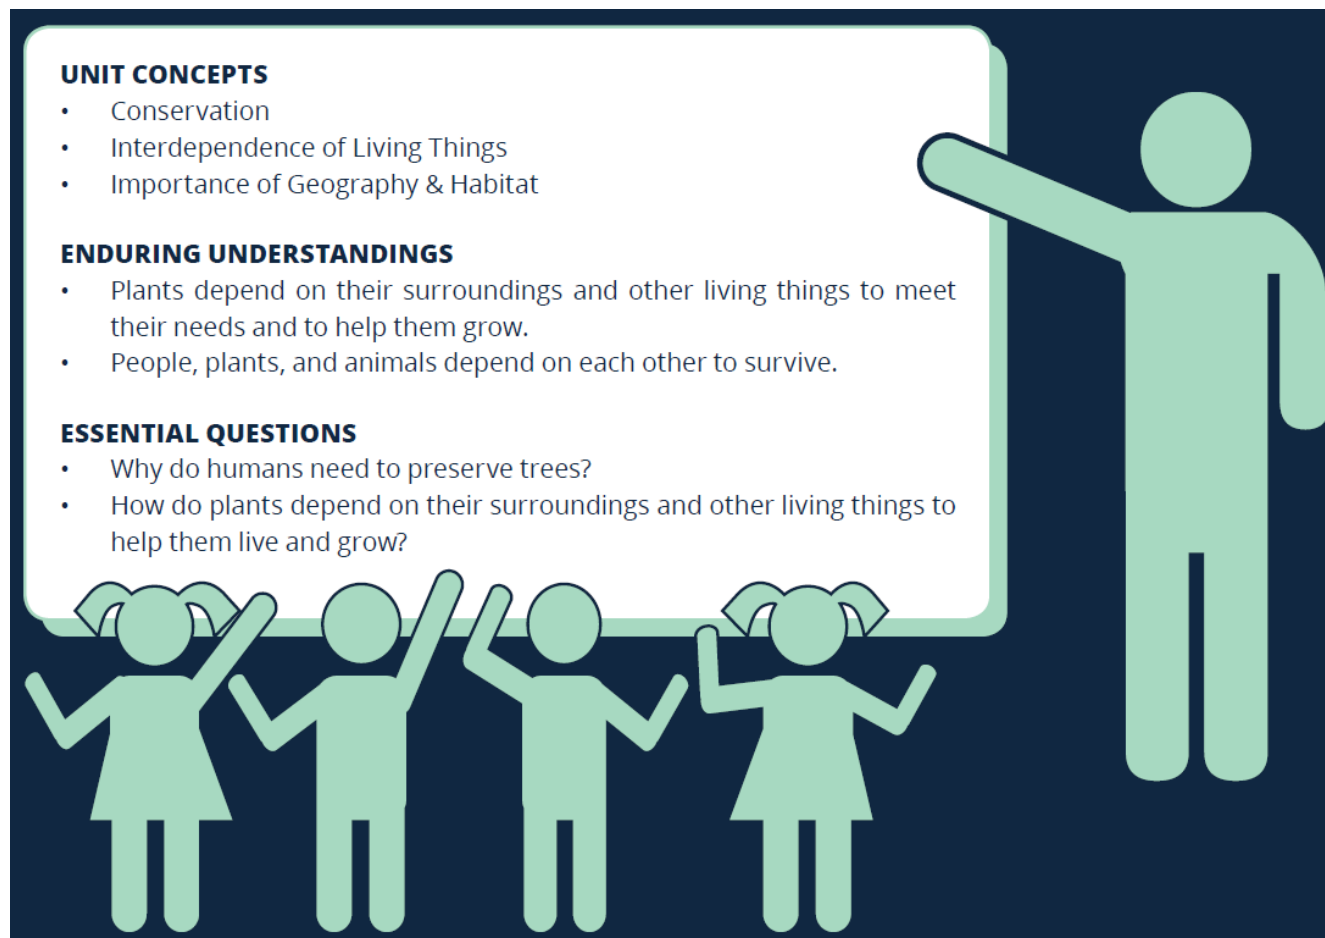 UNIT CONCEPTS
• Conservation
• Interdependence of Living Things
• Importance of Geography & Habitat
ENDURING UNDERSTANDINGS
• Plants depend on their surroundings and other living things to meet
their needs and to help them grow.
• People, plants, and animals depend on each other to survive.
ESSENTIAL QUESTIONS
• Why do humans need to preserve trees?
• How do plants depend on their surroundings and other living things to
help them live and grow?